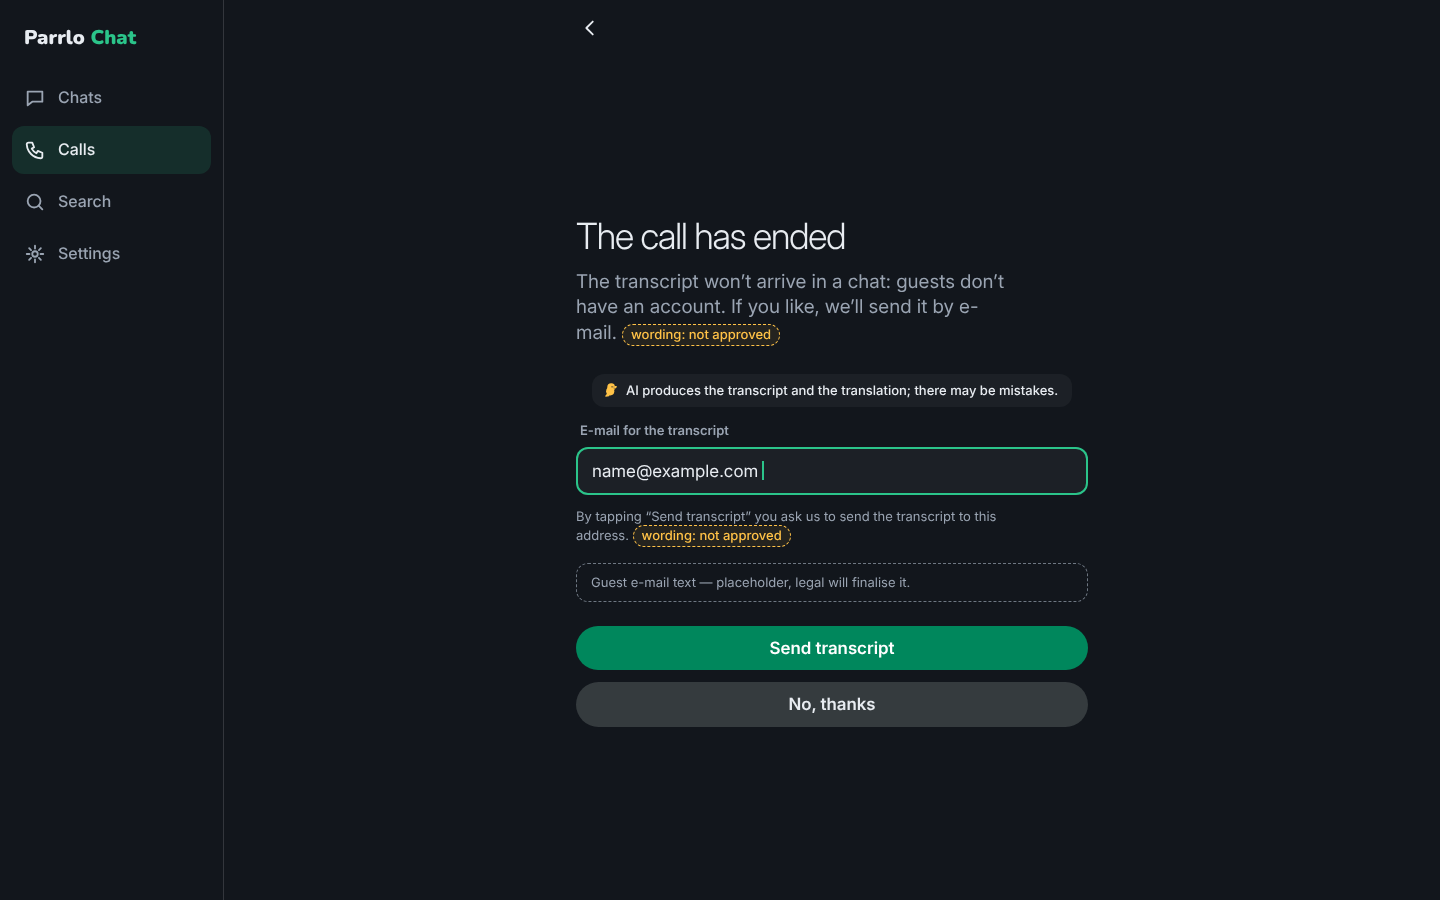 Parrlo Chat
Chats
Calls
Search
Settings
The call has ended
The transcript won’t arrive in a chat: guests don’t
have an account. If you like, we’ll send it by e-
mail. wording: not approved
AI produces the transcript and the translation; there may be mistakes.
E-mail for the transcript
name@example.com
By tapping “Send transcript” you ask us to send the transcript to this
address. wording: not approved
Guest e-mail text — placeholder, legal will finalise it.
Send transcript
No, thanks